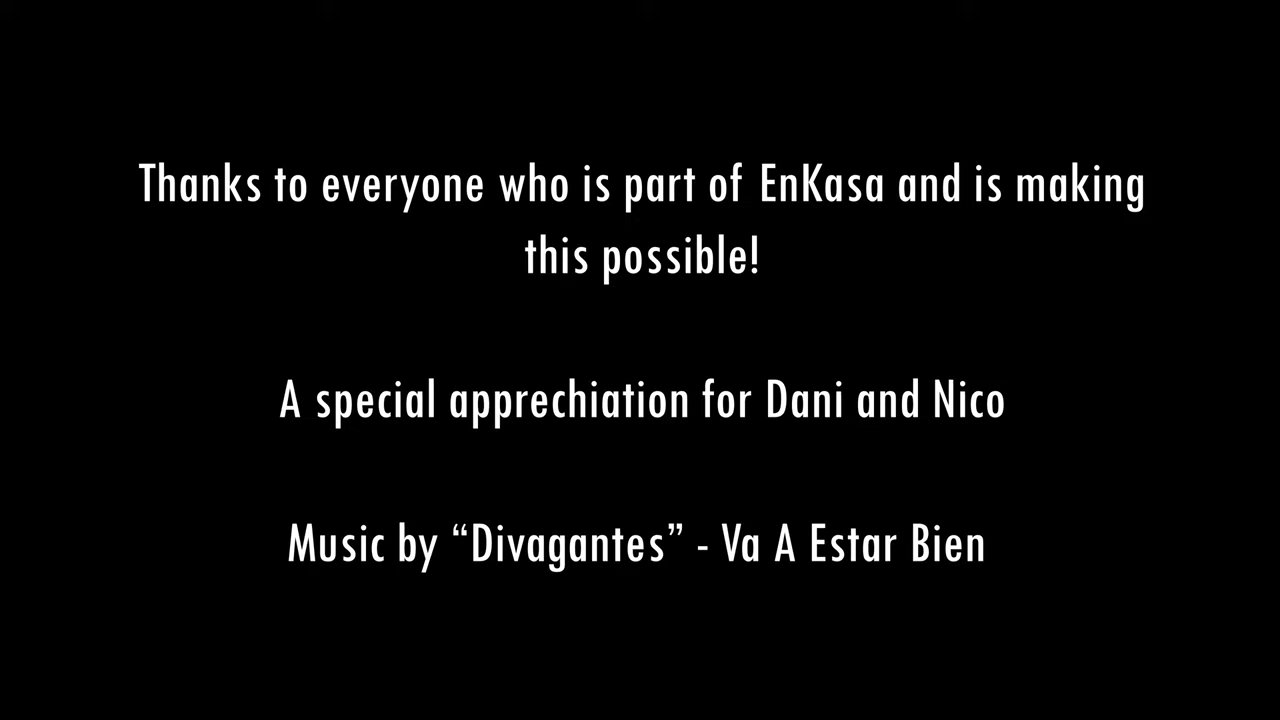 Thanks to everyone who is part of EnKasa and is making
this possible!
A special apprechiation for Dani and Nico
Music by “Divagantes” - Va A Estar Bien